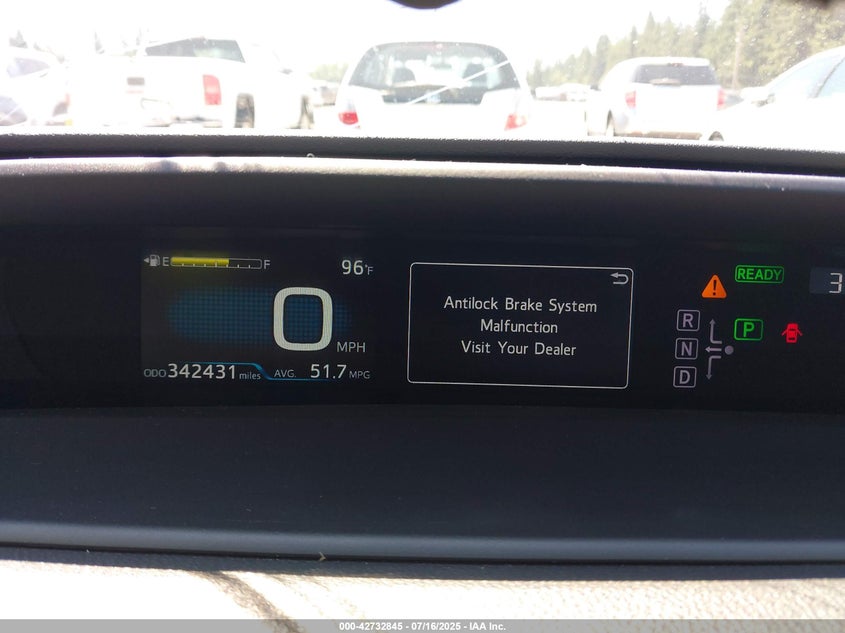 E F
96°F
0
MPH
ODO 342431 miles
AVG. 51.7 MPG
Antilock Brake System
Malfunction
Visit Your Dealer
!
READY
3
R
P
N
D
000-42732845 - 07/16/2025 - IAA Inc.